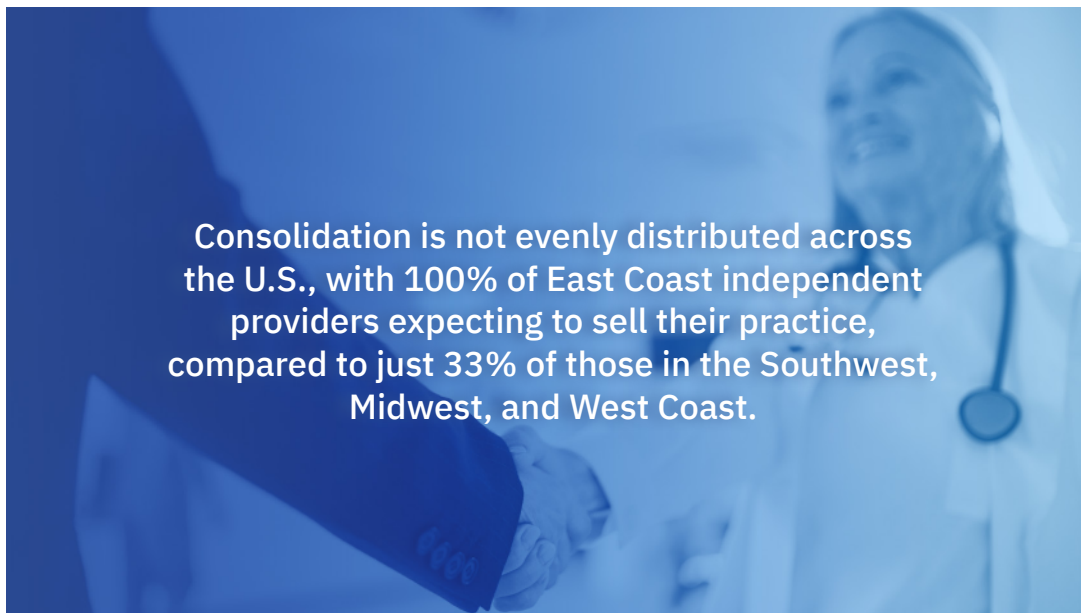 Consolidation is not evenly distributed across
the U.S., with 100% of East Coast independent
providers expecting to sell their practice,
compared to just 33% of those in the Southwest,
Midwest, and West Coast.